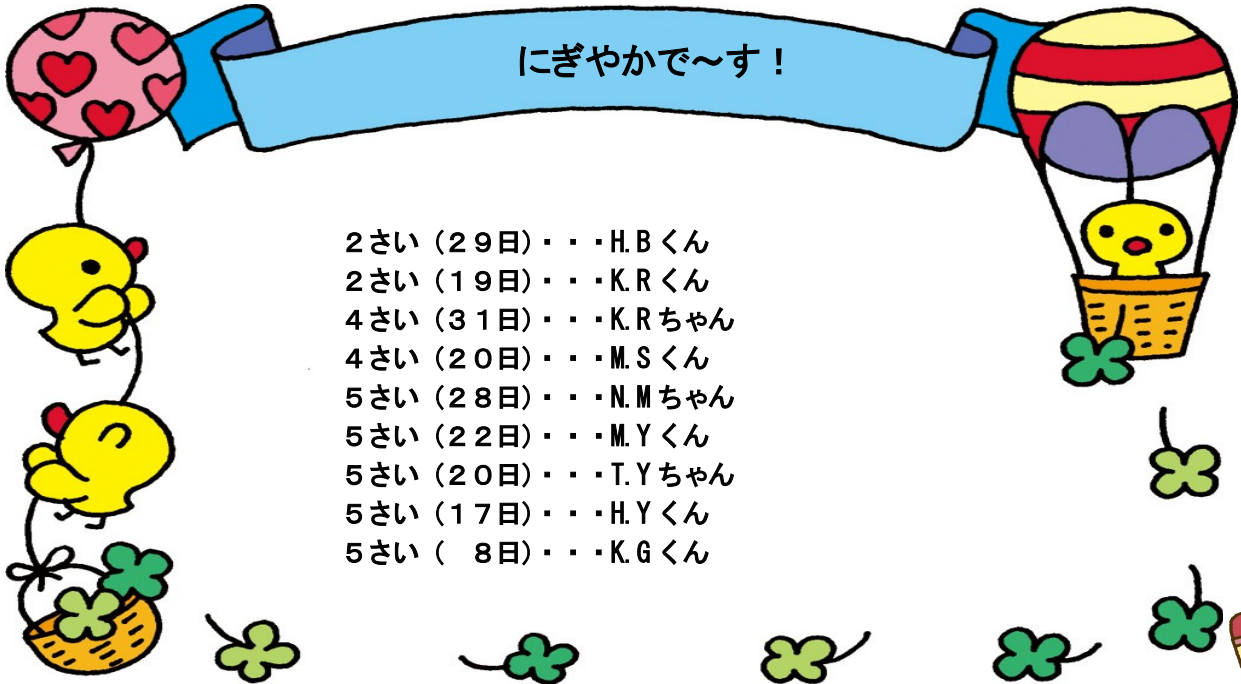 にぎやかで～す！
２さい（２９日）・・・H.Bくん
２さい（１９日）・・・K.Rくん
４さい（３１日）・・・K.Rちゃん
４さい（２０日）・・・M.Sくん
５さい（２８日）・・・N.Mちゃん
５さい（２２日）・・・M.Yくん
５さい（２０日）・・・T.Yちゃん
５さい（１７日）・・・H.Yくん
５さい（　８日）・・・K.Gくん